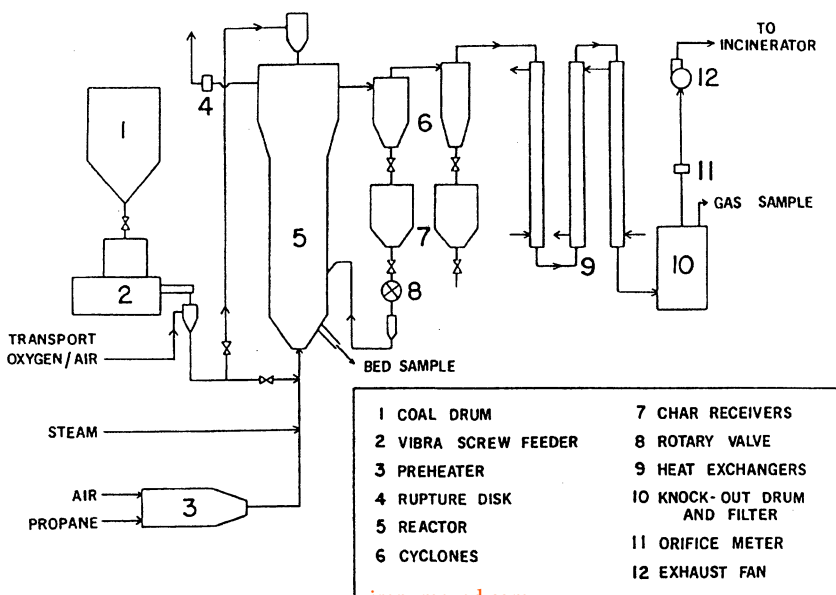 TO
INCINERATOR
12
4
1
6
11
GAS SAMPLE
5
7
10
2
9
8
TRANSPORT
OXYGEN/AIR
BED SAMPLE
STEAM
AIR
PROPANE
3
1 COAL DRUM
2 VIBRA SCREW FEEDER
3 PREHEATER
4 RUPTURE DISK
5 REACTOR
6 CYCLONES
7 CHAR RECEIVERS
8 ROTARY VALVE
9 HEAT EXCHANGERS
10 KNOCK-OUT DRUM
AND FILTER
11 ORIFICE METER
12 EXHAUST FAN